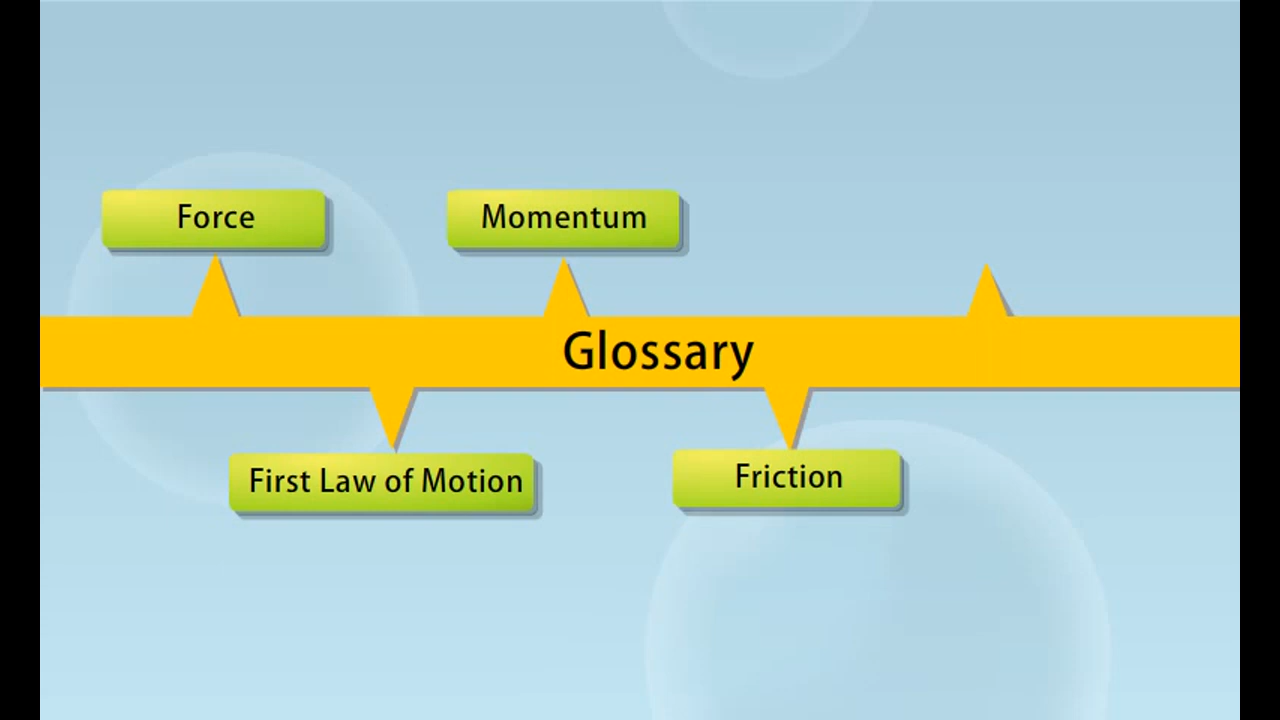 Force
Momentum
Glossary
First Law of Motion
Friction